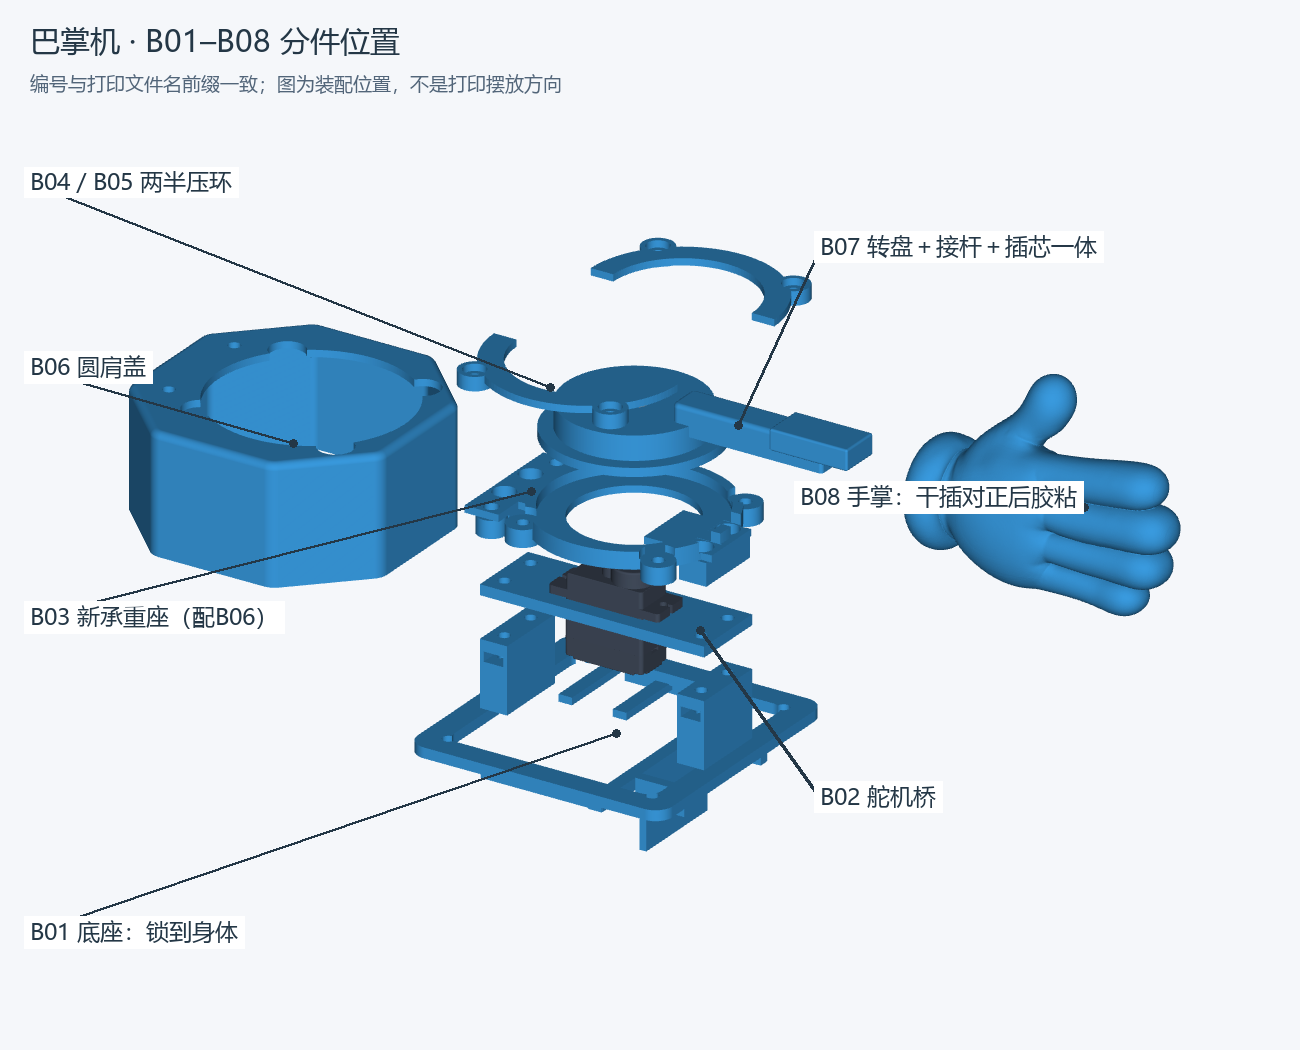 巴掌机 · B01–B08 分件位置
编号与打印文件名前缀一致；图为装配位置，不是打印摆放方向
B04 / B05 两半压环
B07 转盘 + 接杆 + 插芯一体
B06 圆肩盖
B08 手掌：干插对正后胶粘
B03 新承重座（配B06）
B02 舵机桥
B01 底座：锁到身体